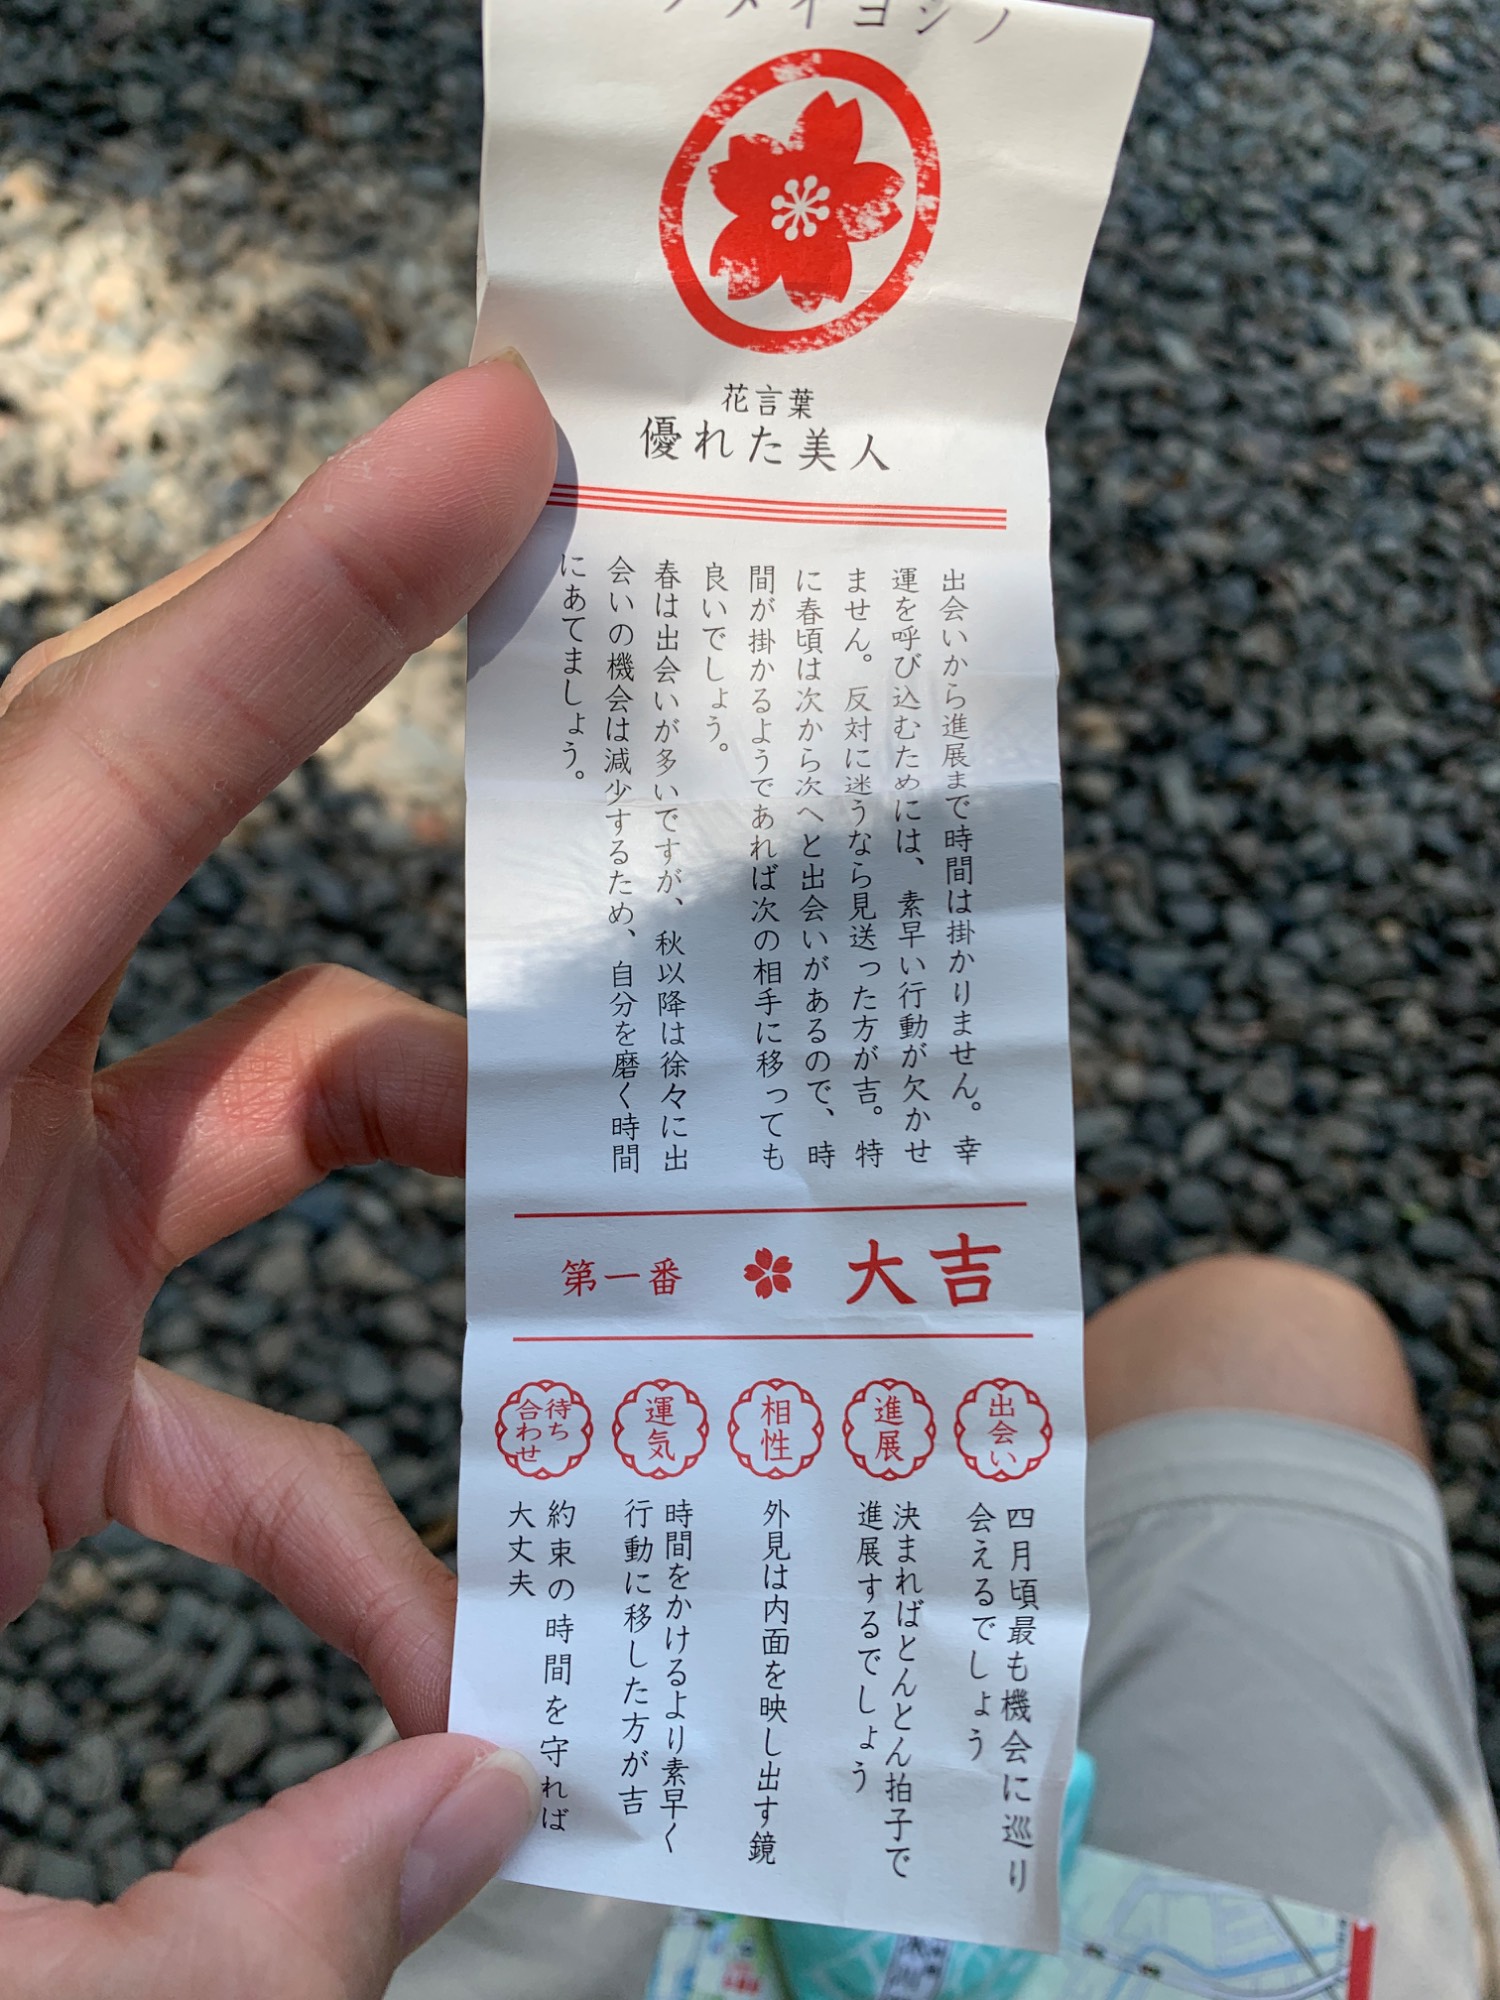 メイヨシノ
花言葉
優れた美人
出会いから進展まで時間は掛かりません。幸
運を呼び込むためには、素早い行動が欠かせ
ません。反対に迷うなら見送った方が吉。特
に春頃は次から次へと出会いがあるので、時
間が掛かるようであれば次の相手に移っても
良いでしょう。
春は出会いが多いですが、秋以降は徐々に出
会いの機会は減少するため、自分を磨く時間
にあてましょう。
第一番 大吉
出会い
四月頃最も機会に巡り
会えるでしょう
進展
決まればとんとん拍子で
進展するでしょう
相性
外見は内面を映し出す鏡
運気
時間をかけるより素早く
行動に移した方が吉
待ち
合わせ
約束の時間を守れば
大丈夫